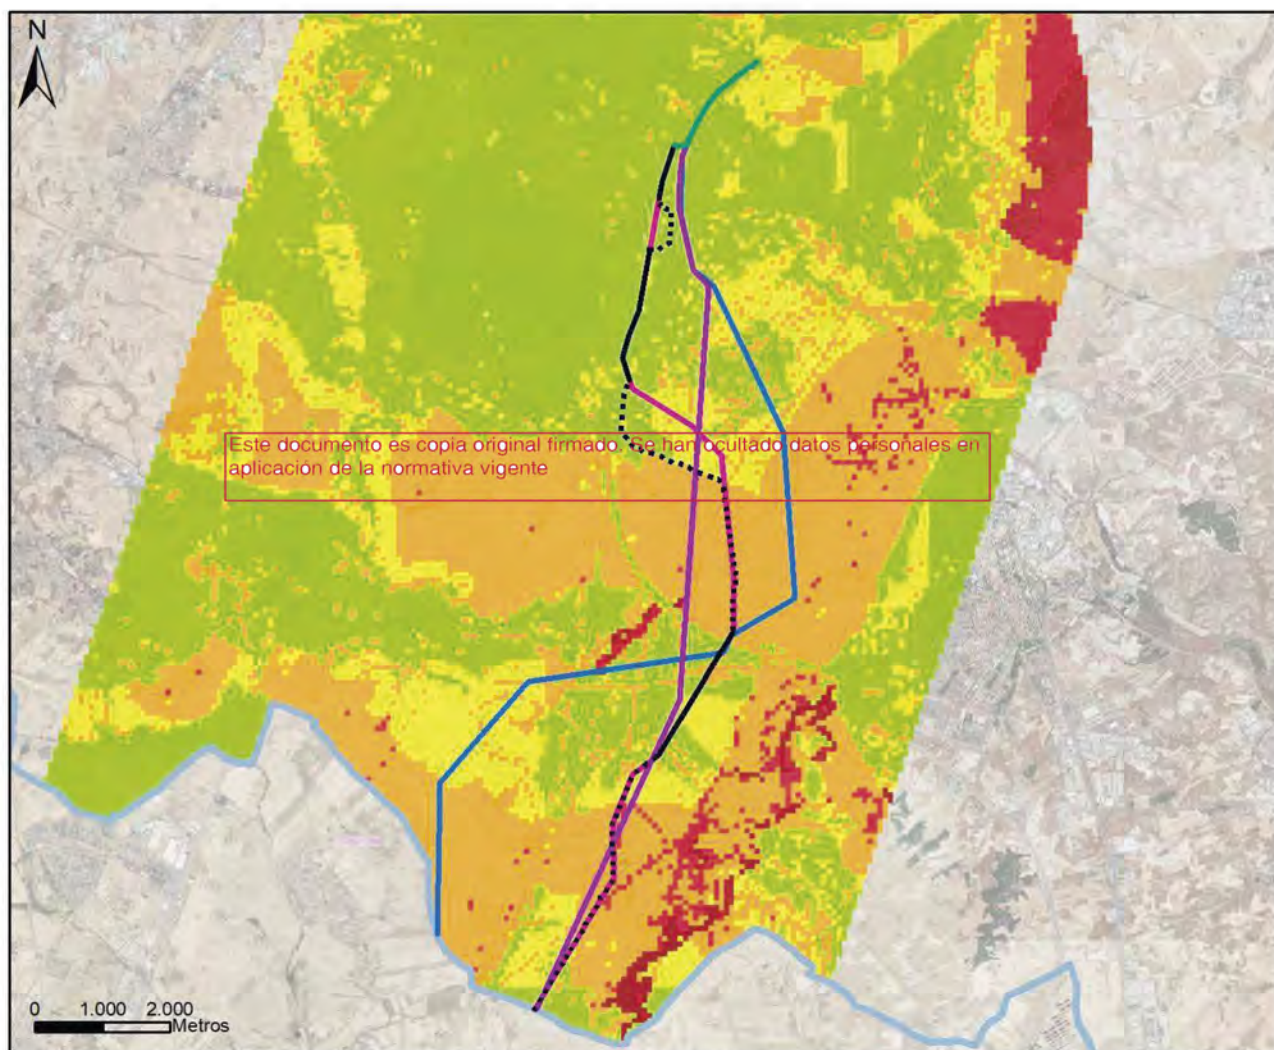 N
Este documento es copia original firmado. Se han ocultado datos personales en
aplicación de la normativa vigente
0 1.000 2.000
Metros